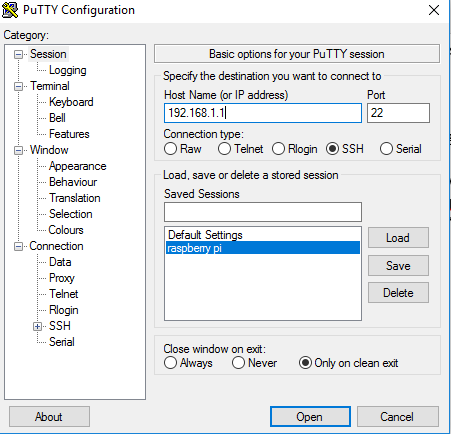 PuTTY Configuration
Category:
Session
Logging
Terminal
Keyboard
Bell
Features
Window
Appearance
Behaviour
Translation
Selection
Colours
Connection
Data
Proxy
Telnet
Rlogin
SSH
Serial
Basic options for your PuTTY session
Specify the destination you want to connect to
Host Name (or IP address) Port
192.168.1.1 22
Connection type:
Raw Telnet Rlogin SSH Serial
Load, save or delete a stored session
Saved Sessions
Default Settings
raspberry pi
Load
Save
Delete
Close window on exit:
Always Never Only on clean exit
About Open Cancel